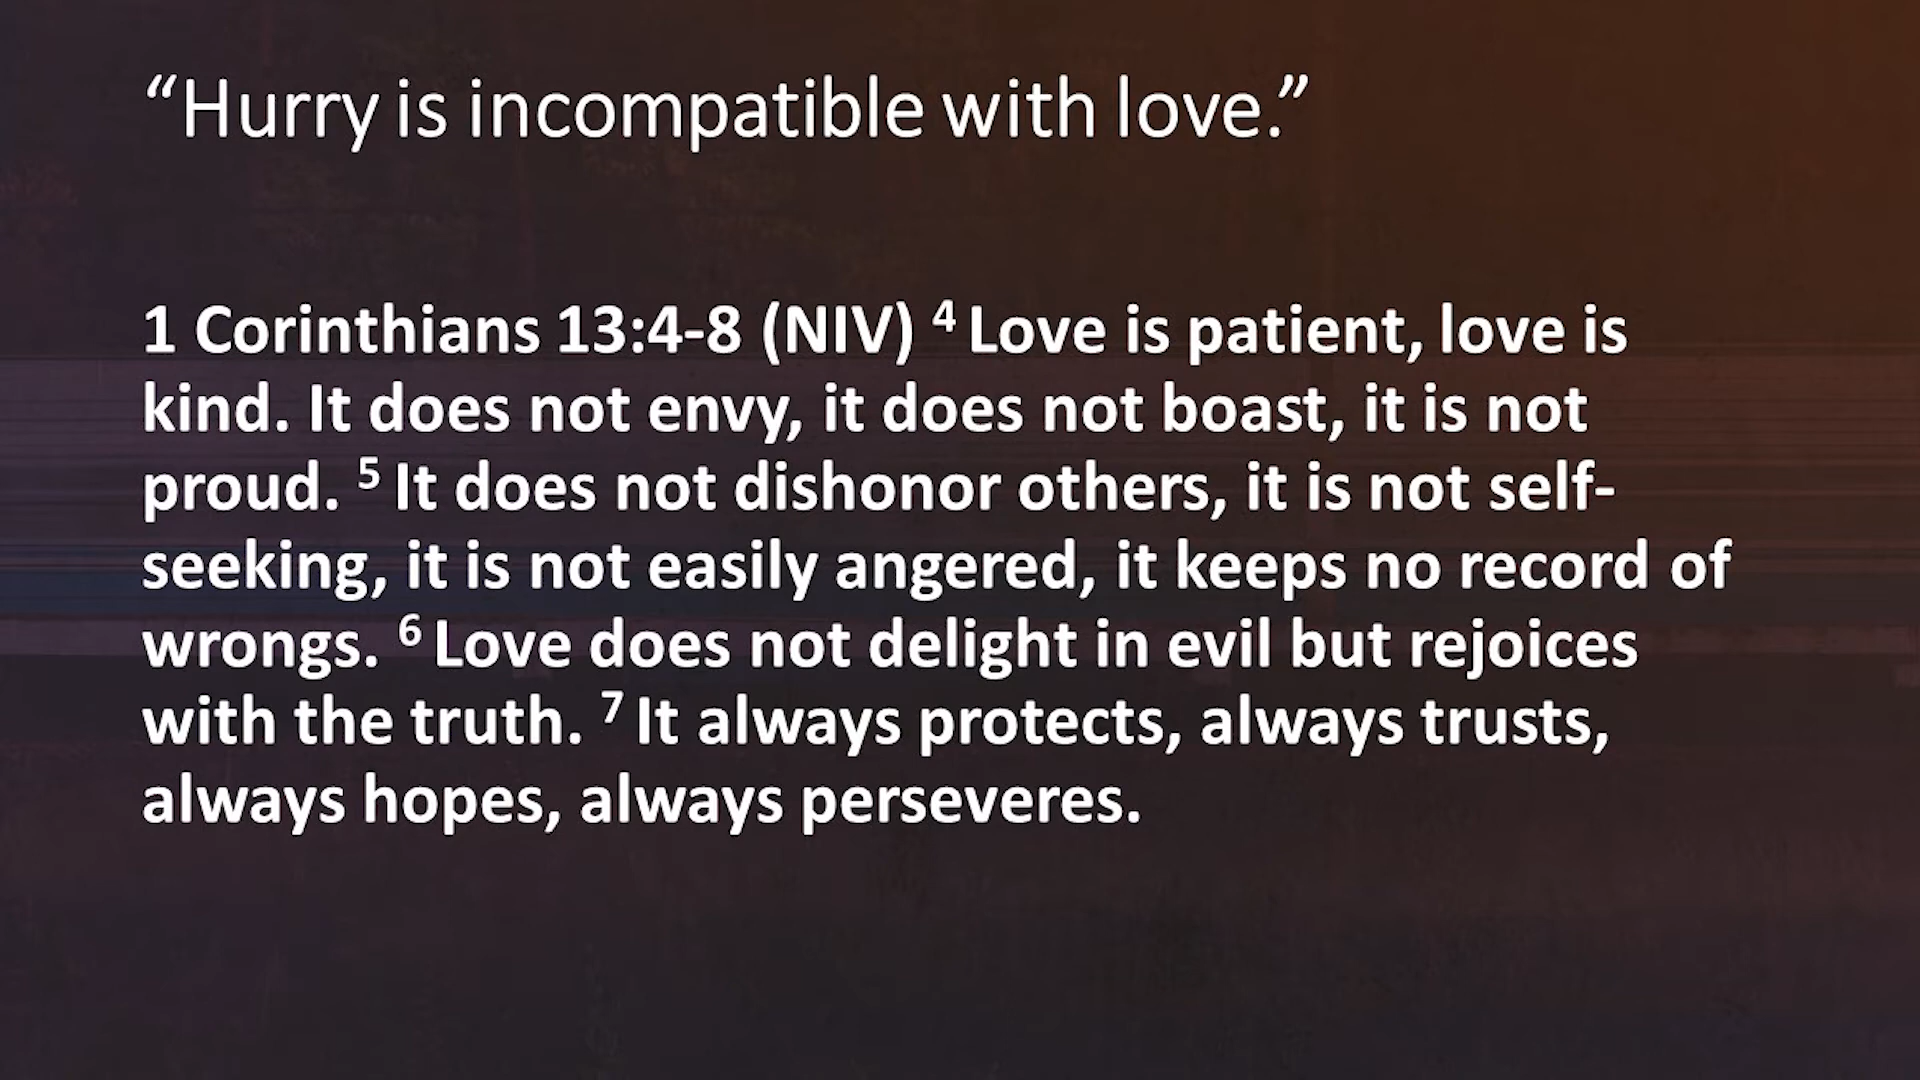 “Hurry is incompatible with love.”
1 Corinthians 13:4-8 (NIV) ⁴ Love is patient, love is
kind. It does not envy, it does not boast, it is not
proud. ⁵ It does not dishonor others, it is not self-
seeking, it is not easily angered, it keeps no record of
wrongs. ⁶ Love does not delight in evil but rejoices
with the truth. ⁷ It always protects, always trusts,
always hopes, always perseveres.